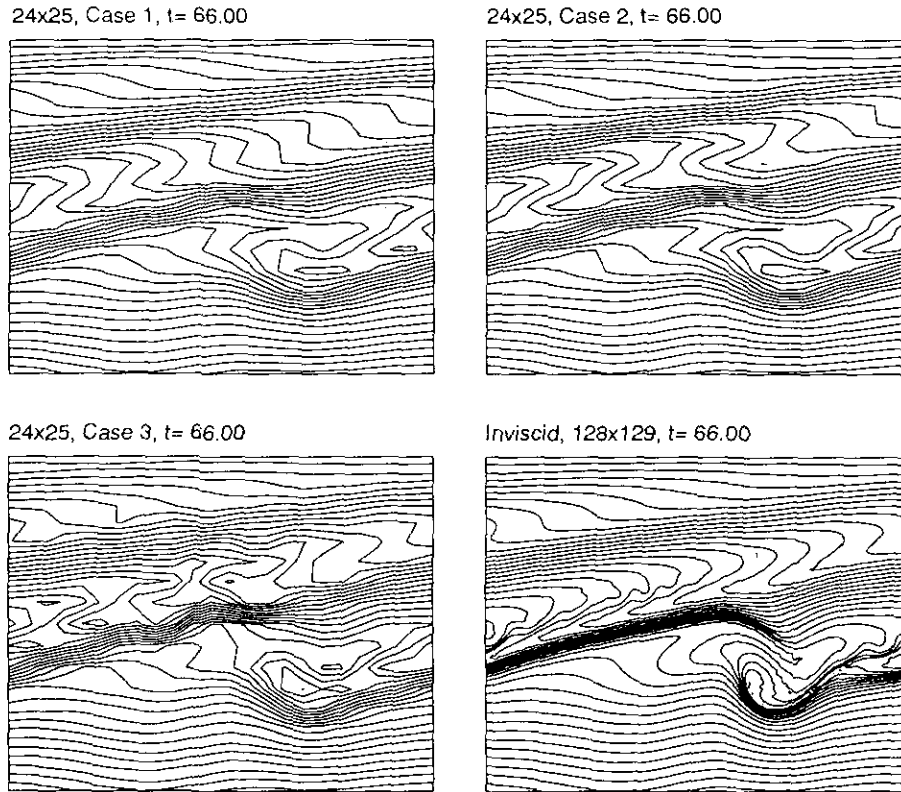 24x25, Case 1, t= 66.00
24x25, Case 2, t= 66.00
24x25, Case 3, t= 66.00
Inviscid, 128x129, t= 66.00